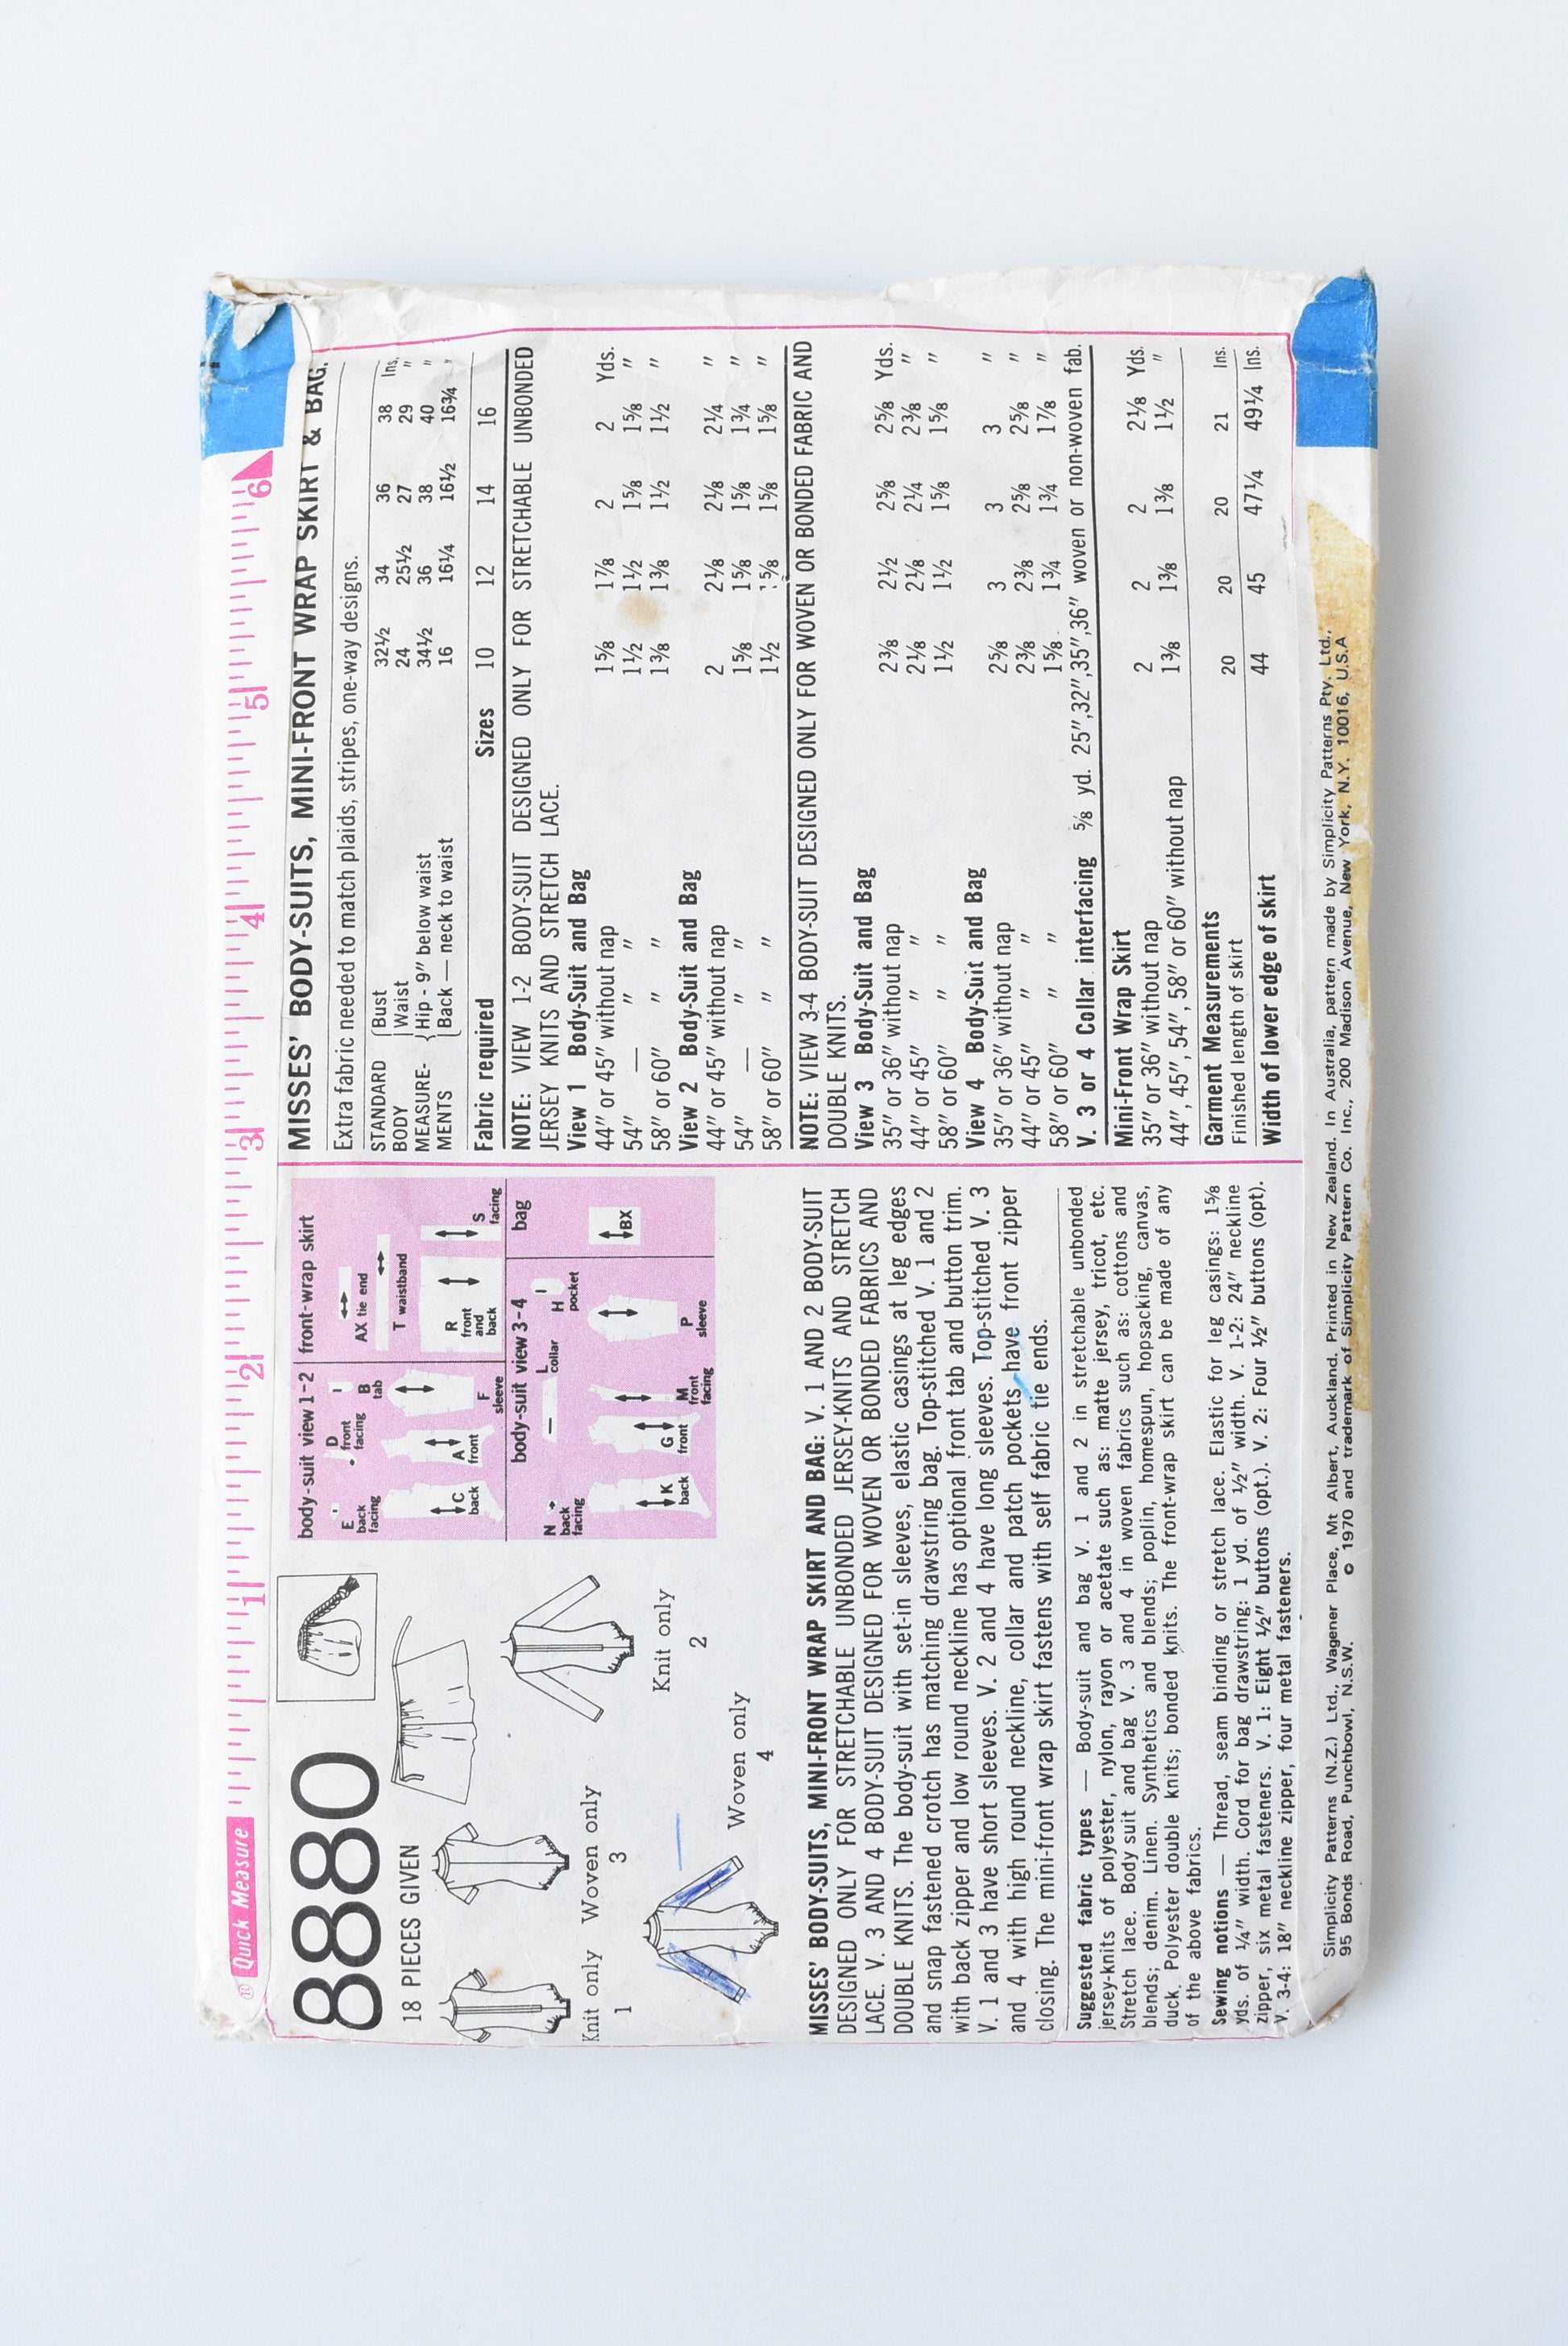 ® Quick Measure
1 2 3 4 5 6
8880
18 PIECES GIVEN
Knit only
1
Woven only
3
Knit only
2
Woven only
4
body-suit view 1-2
E
back
facing
D
front
facing
B
tab
C
back
A
front
F
sleeve
front-wrap skirt
AX tie end
T waistband
R
front
and
back
S
facing
body-suit view 3-4
N
back
facing
L
collar
H
pocket
K
back
G
front
M
front
facing
P
sleeve
bag
BX
MISSES' BODY-SUITS, MINI-FRONT WRAP SKIRT AND BAG: V. 1 AND 2 BODY-SUIT
DESIGNED ONLY FOR STRETCHABLE UNBONDED JERSEY-KNITS AND STRETCH
LACE. V. 3 AND 4 BODY-SUIT DESIGNED FOR WOVEN OR BONDED FABRICS AND
DOUBLE KNITS. The body-suit with set-in sleeves, elastic casings at leg edges
and snap fastened crotch has matching drawstring bag. Top-stitched V. 1 and 2
with back zipper and low round neckline has optional front tab and button trim.
V. 1 and 3 have short sleeves. V. 2 and 4 have long sleeves. Top-stitched V. 3
and 4 with high round neckline, collar and patch pockets have front zipper
closing. The mini-front wrap skirt fastens with self fabric tie ends.
Suggested fabric types — Body-suit and bag V. 1 and 2 in stretchable unbonded
jersey-knits of polyester, nylon, rayon or acetate such as: matte jersey, tricot, etc.
Stretch lace. Body suit and bag V. 3 and 4 in woven fabrics such as: cottons and
blends; denim. Linen. Synthetics and blends; poplin, homespun, hopsacking, canvas,
duck. Polyester double knits; bonded knits. The front-wrap skirt can be made of any
of the above fabrics.
Sewing notions — Thread, seam binding or stretch lace. Elastic for leg casings: 1⅝
yds. of ¼″ width. Cord for bag drawstring: 1 yd. of ½″ width. V. 1-2: 24″ neckline
zipper, six metal fasteners. V. 1: Eight ½″ buttons (opt.). V. 2: Four ½″ buttons (opt).
V. 3-4: 18″ neckline zipper, four metal fasteners.
MISSES' BODY-SUITS, MINI-FRONT WRAP SKIRT & BAG.
Extra fabric needed to match plaids, stripes, one-way designs.
STANDARD Bust 32½ 34 36 38 Ins.
BODY Waist 24 25½ 27 29 ″
MEASURE- Hip - 9″ below waist 34½ 36 38 40 ″
MENTS Back — neck to waist 16 16¼ 16½ 16¾ ″
Fabric required Sizes 10 12 14 16
NOTE: VIEW 1-2 BODY-SUIT DESIGNED ONLY FOR STRETCHABLE UNBONDED
JERSEY KNITS AND STRETCH LACE.
View 1 Body-Suit and Bag
44″ or 45″ without nap 1⅝ 1⅞ 2 2 Yds.
54″ — ″ ″ 1½ 1½ 1⅝ 1⅝ ″
58″ or 60″ ″ ″ 1⅜ 1⅜ 1½ 1½ ″
View 2 Body-Suit and Bag
44″ or 45″ without nap 2 2⅛ 2⅛ 2¼ ″
54″ — ″ ″ 1⅝ 1⅝ 1⅝ 1¾ ″
58″ or 60″ ″ ″ 1½ 1⅝ 1⅝ 1⅝ ″
NOTE: VIEW 3-4 BODY-SUIT DESIGNED ONLY FOR WOVEN OR BONDED FABRIC AND
DOUBLE KNITS.
View 3 Body-Suit and Bag
35″ or 36″ without nap 2⅜ 2½ 2⅝ 2⅝ Yds.
44″ or 45″ ″ ″ 2⅛ 2⅛ 2¼ 2⅜ ″
58″ or 60″ ″ ″ 1½ 1½ 1⅝ 1⅝ ″
View 4 Body-Suit and Bag
35″ or 36″ without nap 2⅝ 3 3 3 ″
44″ or 45″ ″ ″ 2⅜ 2⅜ 2⅝ 2⅝ ″
58″ or 60″ ″ ″ 1⅝ 1¾ 1¾ 1⅞ ″
V. 3 or 4 Collar interfacing ⅝ yd. 25″,32″,35″,36″ woven or non-woven fab.
Mini-Front Wrap Skirt
35″ or 36″ without nap 2 2 2 2⅛ Yds.
44″, 45″, 54″, 58″ or 60″ without nap 1⅜ 1⅜ 1⅜ 1½ ″
Garment Measurements
Finished length of skirt 20 20 20 21 Ins.
Width of lower edge of skirt 44 45 47¼ 49¼ Ins.
Simplicity Patterns (N.Z.) Ltd., Wagener Place, Mt Albert, Auckland. Printed in New Zealand. In Australia, pattern made by Simplicity Patterns Pty. Ltd.,
95 Bonds Road, Punchbowl, N.S.W. © 1970 and trademark of Simplicity Pattern Co. Inc., 200 Madison Avenue, New York, N.Y. 10016, U.S.A